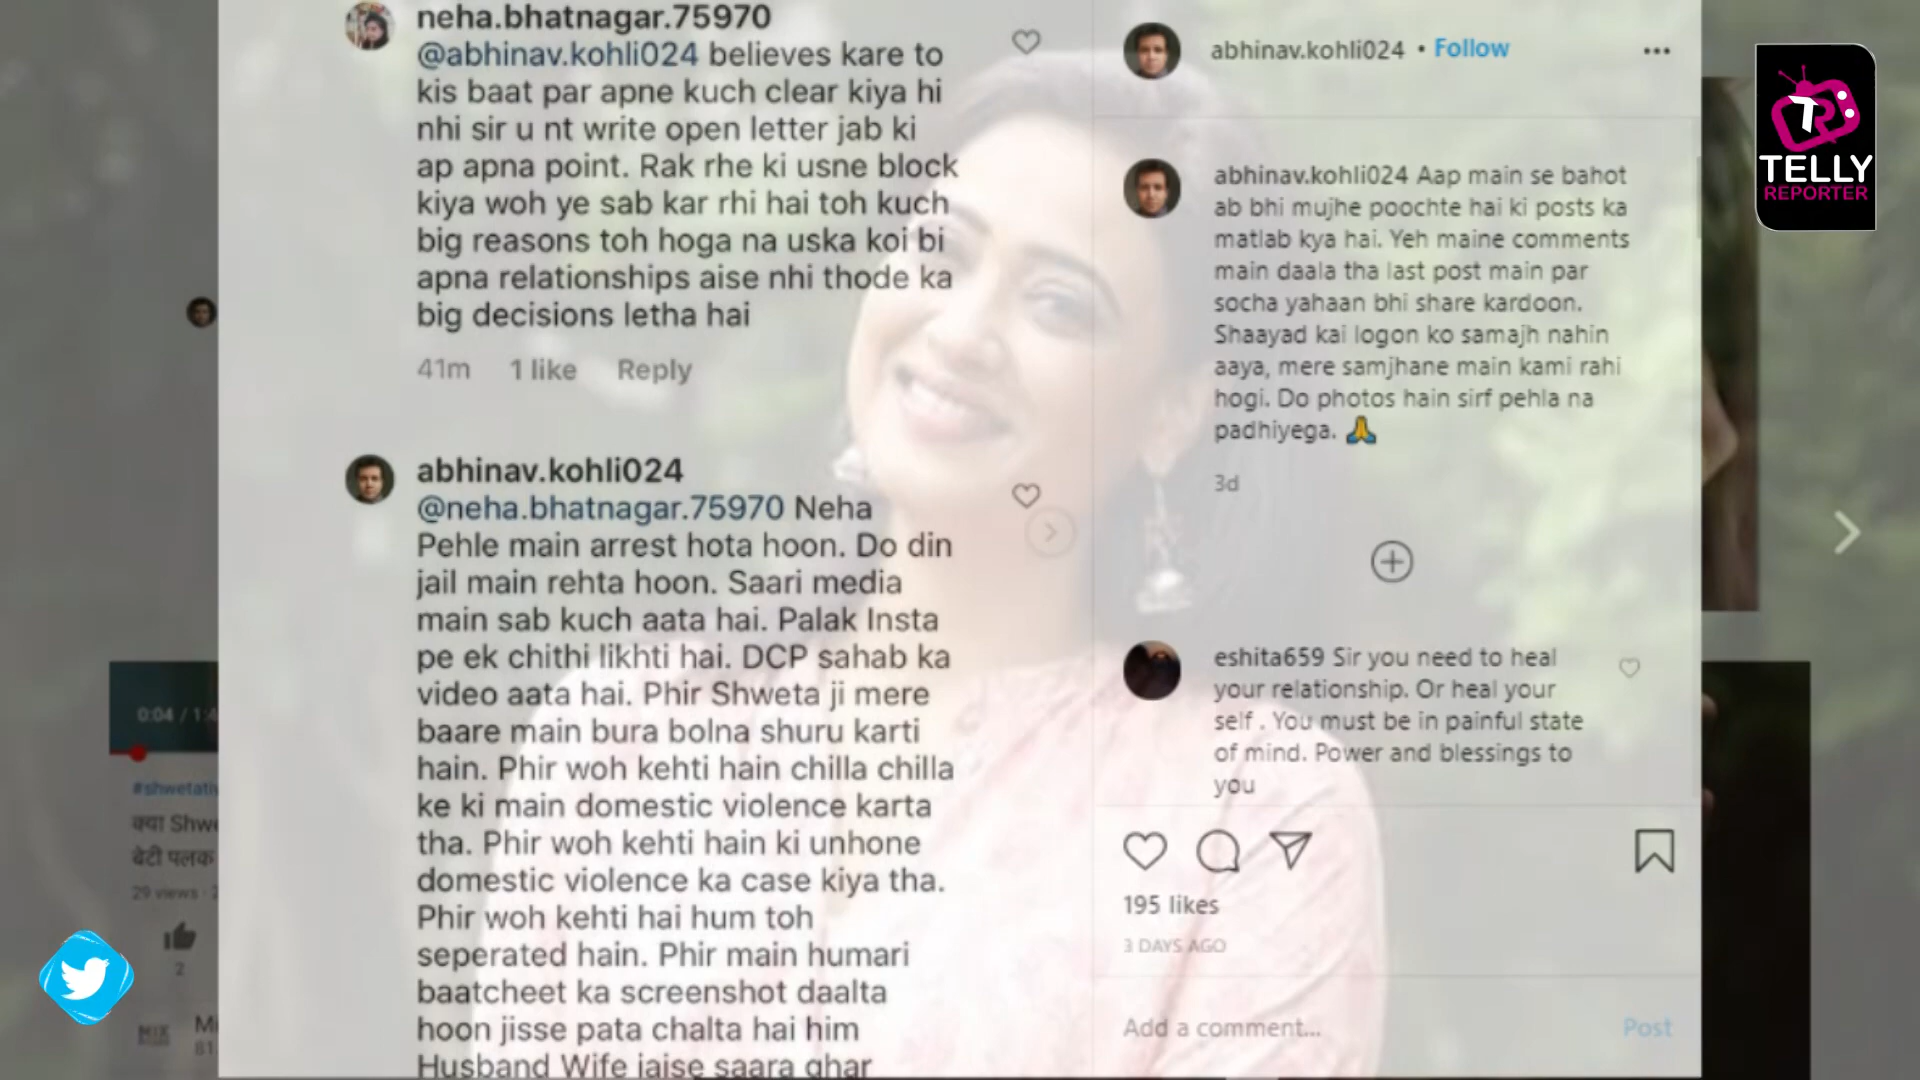 neha.bhatnagar.75970
@abhinav.kohli024 believes kare to
kis baat par apne kuch clear kiya hi
nhi sir u nt write open letter jab ki
ap apna point. Rak rhe ki usne block
kiya woh ye sab kar rhi hai toh kuch
big reasons toh hoga na uska koi bi
apna relationships aise nhi thode ka
big decisions letha hai
41m 1 like Reply
abhinav.kohli024
@neha.bhatnagar.75970 Neha
Pehle main arrest hota hoon. Do din
jail main rehta hoon. Saari media
main sab kuch aata hai. Palak Insta
pe ek chithi likhti hai. DCP sahab ka
video aata hai. Phir Shweta ji mere
baare main bura bolna shuru karti
hain. Phir woh kehti hain chilla chilla
ke ki main domestic violence karta
tha. Phir woh kehti hain ki unhone
domestic violence ka case kiya tha.
Phir woh kehti hai hum toh
seperated hain. Phir main humari
baatcheet ka screenshot daalta
hoon jisse pata chalta hai him
Husband Wife jaise saara ghar
abhinav.kohli024 • Follow
abhinav.kohli024 Aap main se bahot
ab bhi mujhe poochte hai ki posts ka
matlab kya hai. Yeh maine comments
main daala tha last post main par
socha yahaan bhi share kardoon.
Shaayad kai logon ko samajh nahin
aaya, mere samjhane main kami rahi
hogi. Do photos hain sirf pehla na
padhiyega. 🙏
3d
eshita659 Sir you need to heal
your relationship. Or heal your
self . You must be in painful state
of mind. Power and blessings to
you
195 likes
3 DAYS AGO
Add a comment... Post
TR
TELLY
REPORTER
0:04 / 1:4
#shwetativ
क्या Shwe
बेटी पलक
29 views
2
MIX
Mi
81